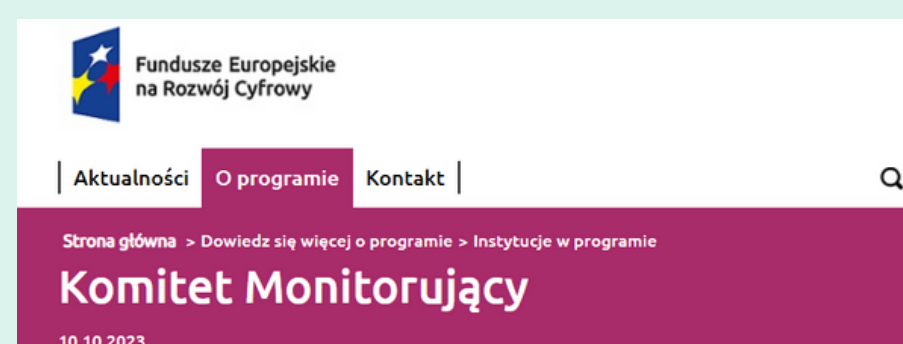 Fundusze Europejskie
na Rozwój Cyfrowy
Aktualności O programie Kontakt
Strona główna > Dowiedz się więcej o programie > Instytucje w programie
Komitet Monitorujący
10.10.2023